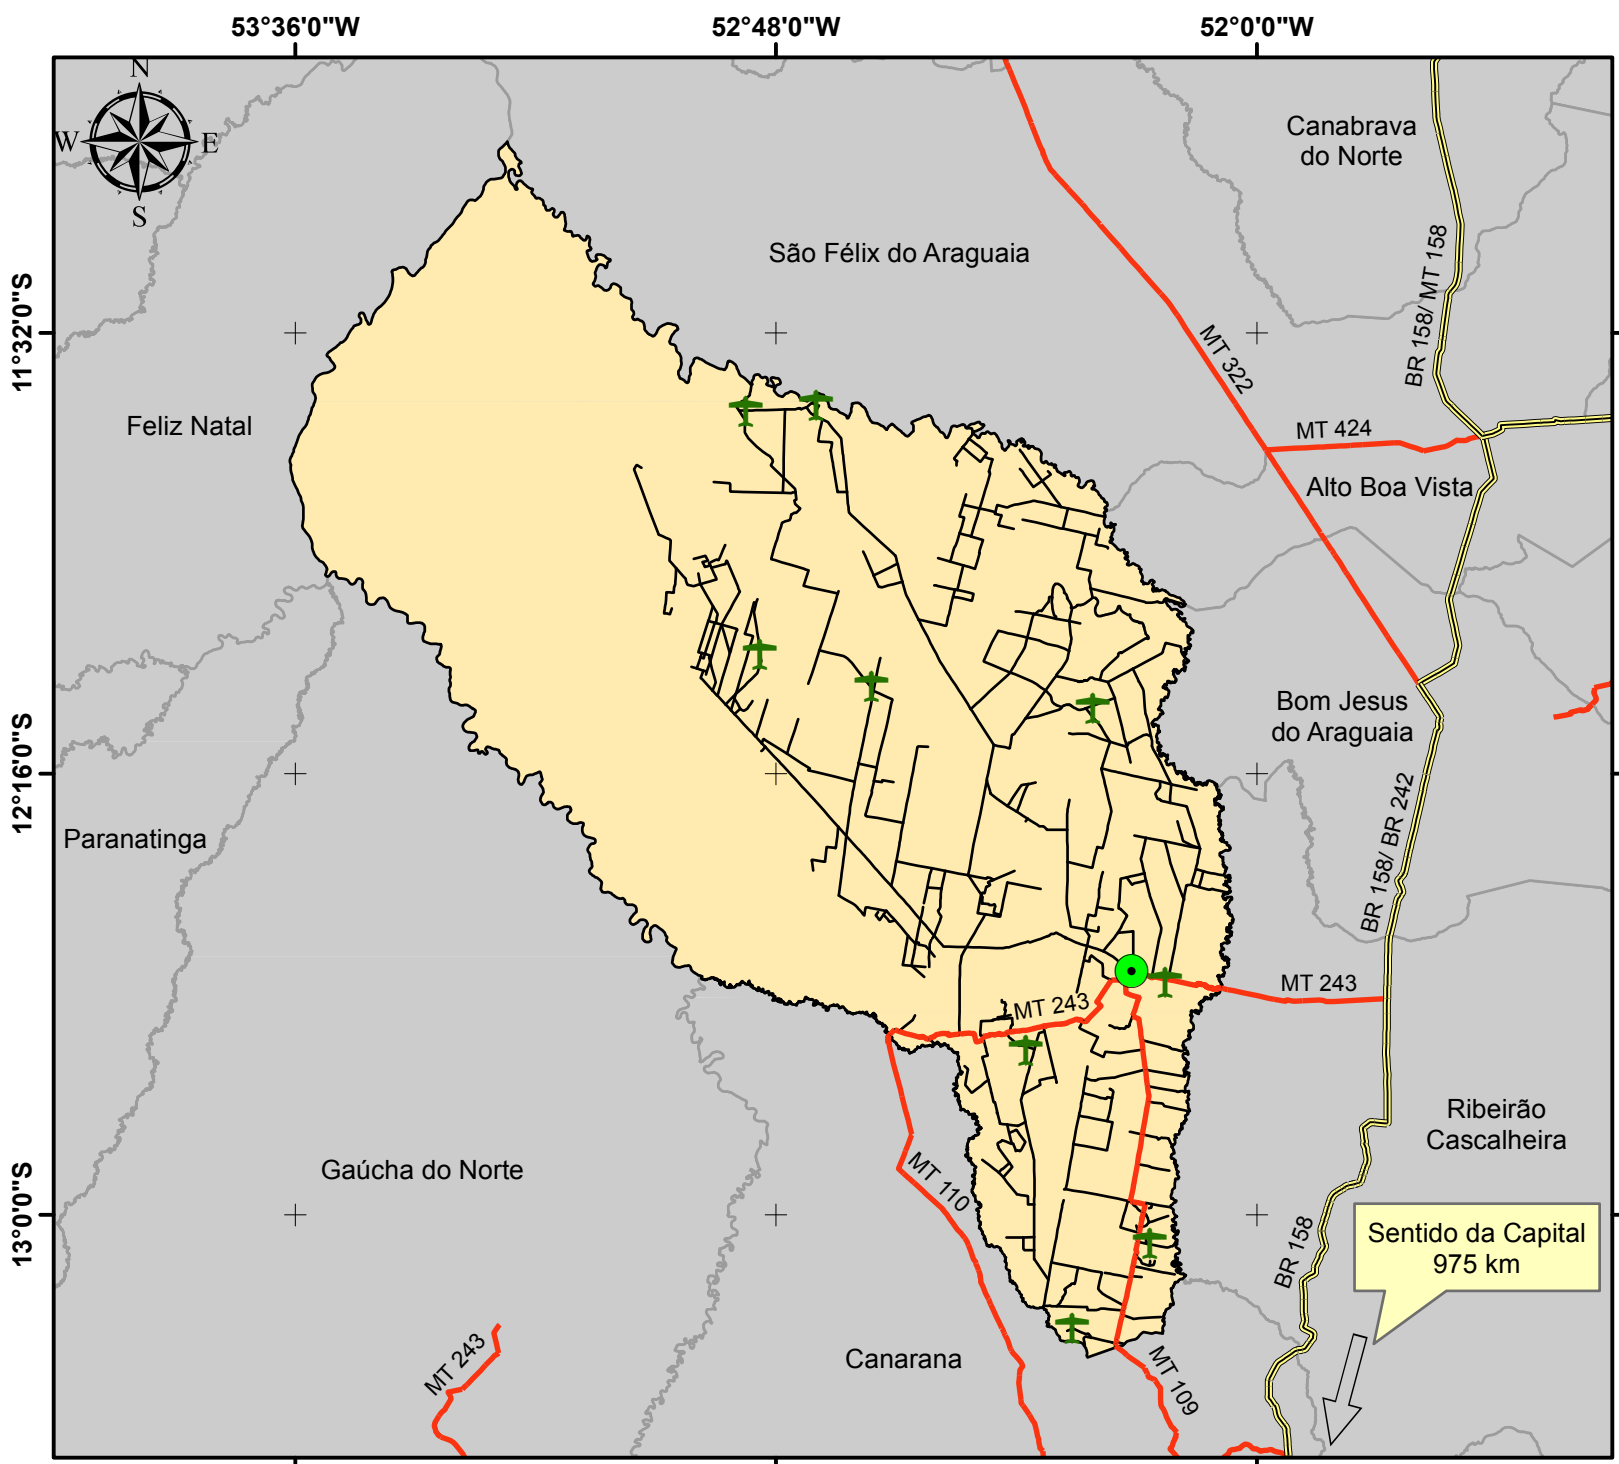 53°36'0"W
52°48'0"W
52°0'0"W
N
W
E
S
Canabrava
do Norte
São Félix do Araguaia
BR 158/ MT 158
11°32'0"S
MT 322
Feliz Natal
MT 424
Alto Boa Vista
Bom Jesus
do Araguaia
12°16'0"S
Paranatinga
BR 158/ BR 242
MT 243
MT 243
Ribeirão
Cascalheira
Gaúcha do Norte
MT 110
13°0'0"S
BR 158
Sentido da Capital
975 km
MT 243
Canarana
MT 109